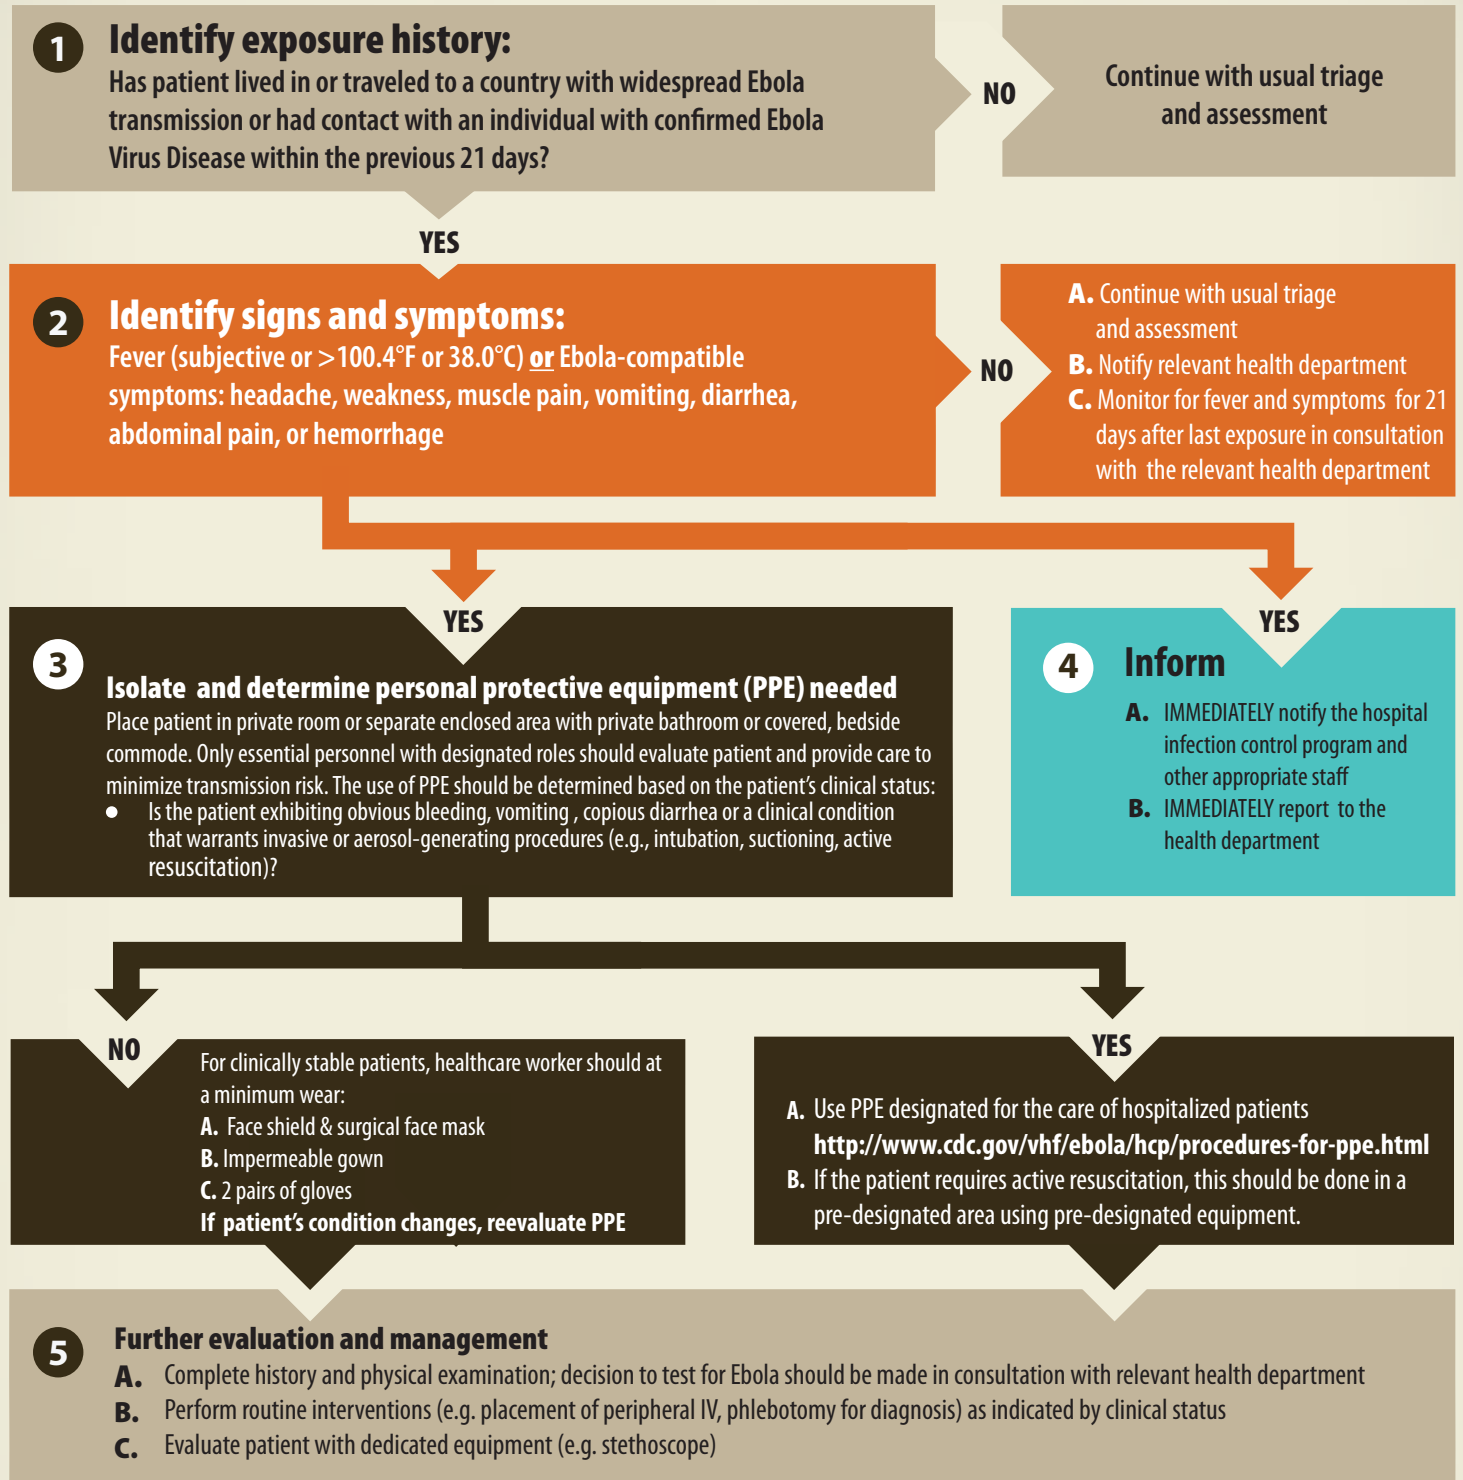 1 Identify exposure history:
Has patient lived in or traveled to a country with widespread Ebola
transmission or had contact with an individual with confirmed Ebola
Virus Disease within the previous 21 days?
NO
Continue with usual triage
and assessment
YES
2 Identify signs and symptoms:
Fever (subjective or >100.4°F or 38.0°C) or Ebola-compatible
symptoms: headache, weakness, muscle pain, vomiting, diarrhea,
abdominal pain, or hemorrhage
NO
A. Continue with usual triage
and assessment
B. Notify relevant health department
C. Monitor for fever and symptoms for 21
days after last exposure in consultation
with the relevant health department
YES
3
Isolate and determine personal protective equipment (PPE) needed
Place patient in private room or separate enclosed area with private bathroom or covered, bedside
commode. Only essential personnel with designated roles should evaluate patient and provide care to
minimize transmission risk. The use of PPE should be determined based on the patient's clinical status:
● Is the patient exhibiting obvious bleeding, vomiting , copious diarrhea or a clinical condition
that warrants invasive or aerosol-generating procedures (e.g., intubation, suctioning, active
resuscitation)?
YES
4 Inform
A. IMMEDIATELY notify the hospital
infection control program and
other appropriate staff
B. IMMEDIATELY report to the
health department
NO
For clinically stable patients, healthcare worker should at
a minimum wear:
A. Face shield & surgical face mask
B. Impermeable gown
C. 2 pairs of gloves
If patient's condition changes, reevaluate PPE
YES
A. Use PPE designated for the care of hospitalized patients
http://www.cdc.gov/vhf/ebola/hcp/procedures-for-ppe.html
B. If the patient requires active resuscitation, this should be done in a
pre-designated area using pre-designated equipment.
5 Further evaluation and management
A. Complete history and physical examination; decision to test for Ebola should be made in consultation with relevant health department
B. Perform routine interventions (e.g. placement of peripheral IV, phlebotomy for diagnosis) as indicated by clinical status
C. Evaluate patient with dedicated equipment (e.g. stethoscope)